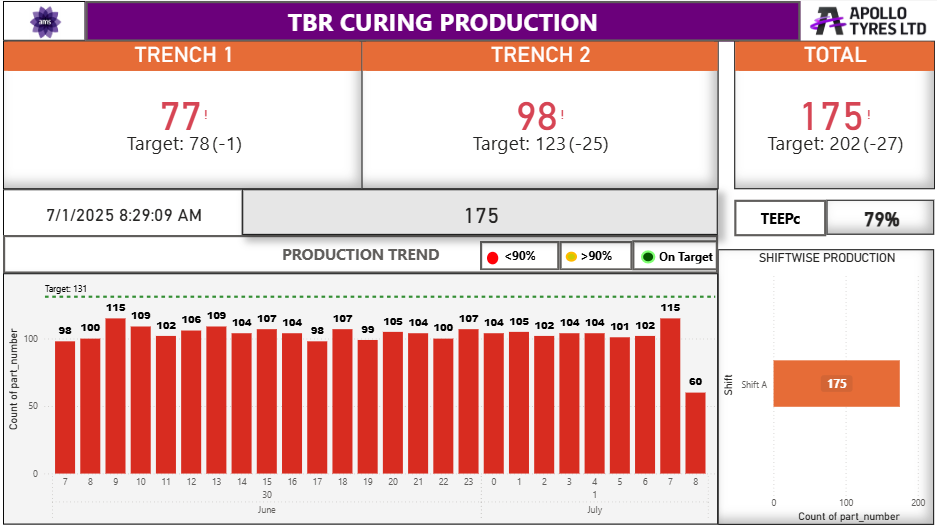 ams
TBR CURING PRODUCTION
APOLLO
TYRES LTD
TRENCH 1
TRENCH 2
TOTAL
77!
98!
175!
Target: 78 (-1)
Target: 123 (-25)
Target: 202 (-27)
7/1/2025 8:29:09 AM
175
TEEPc
79%
PRODUCTION TREND
<90%
>90%
On Target
SHIFTWISE PRODUCTION
Target: 131
Count of part_number
100
50
0
98 100 115 109 102 106 109 104 107 104 98 107 99 105 104 100 107 104 105 102 104 104 101 102 115 60
7 8 9 10 11 12 13 14 15 16 17 18 19 20 21 22 23 0 1 2 3 4 5 6 7 8
30 1
June July
Shift
Shift A
175
0 100 200
Count of part_number